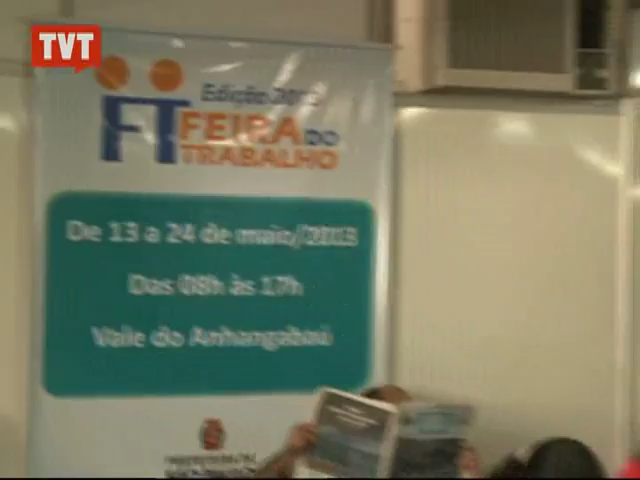 TVT
Edição 2013
FT FEIRA DO
TRABALHO
De 13 a 24 de maio/2013
Das 08h às 17h
Vale do Anhangabaú